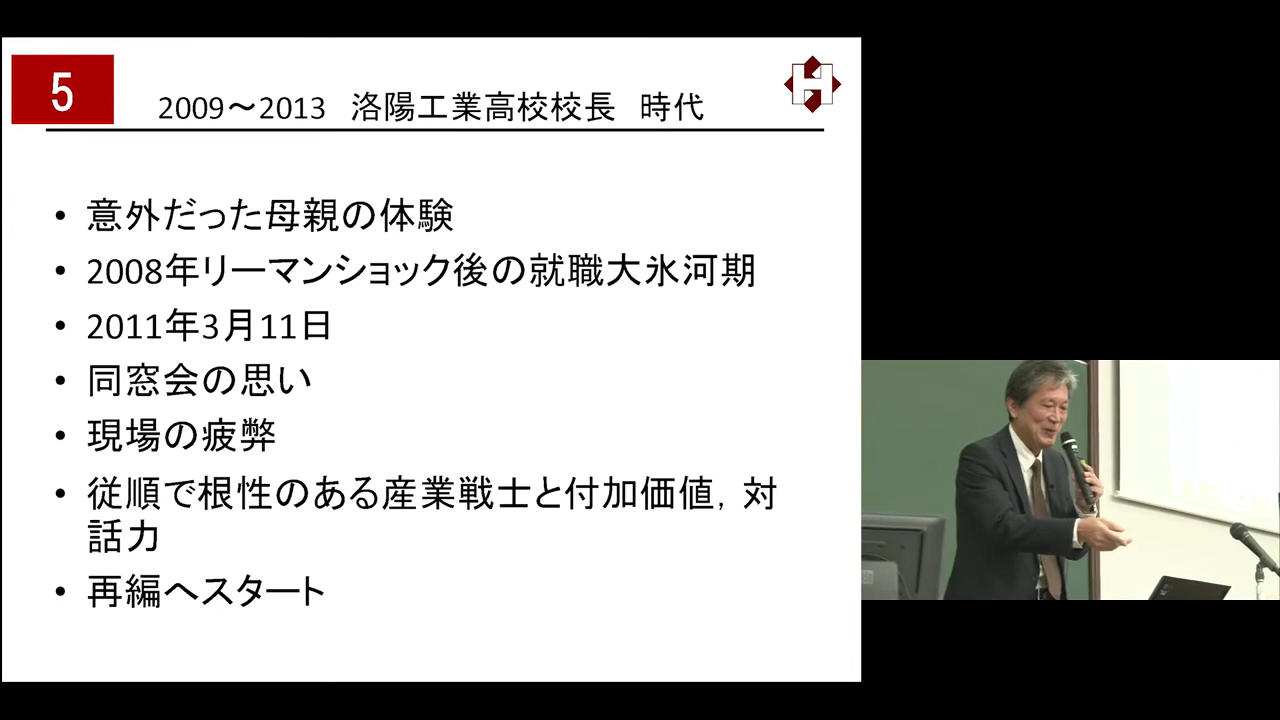 5
2009～2013　洛陽工業高校校長　時代
H
• 意外だった母親の体験
• 2008年リーマンショック後の就職大氷河期
• 2011年3月11日
• 同窓会の思い
• 現場の疲弊
• 従順で根性のある産業戦士と付加価値，対
話力
• 再編へスタート